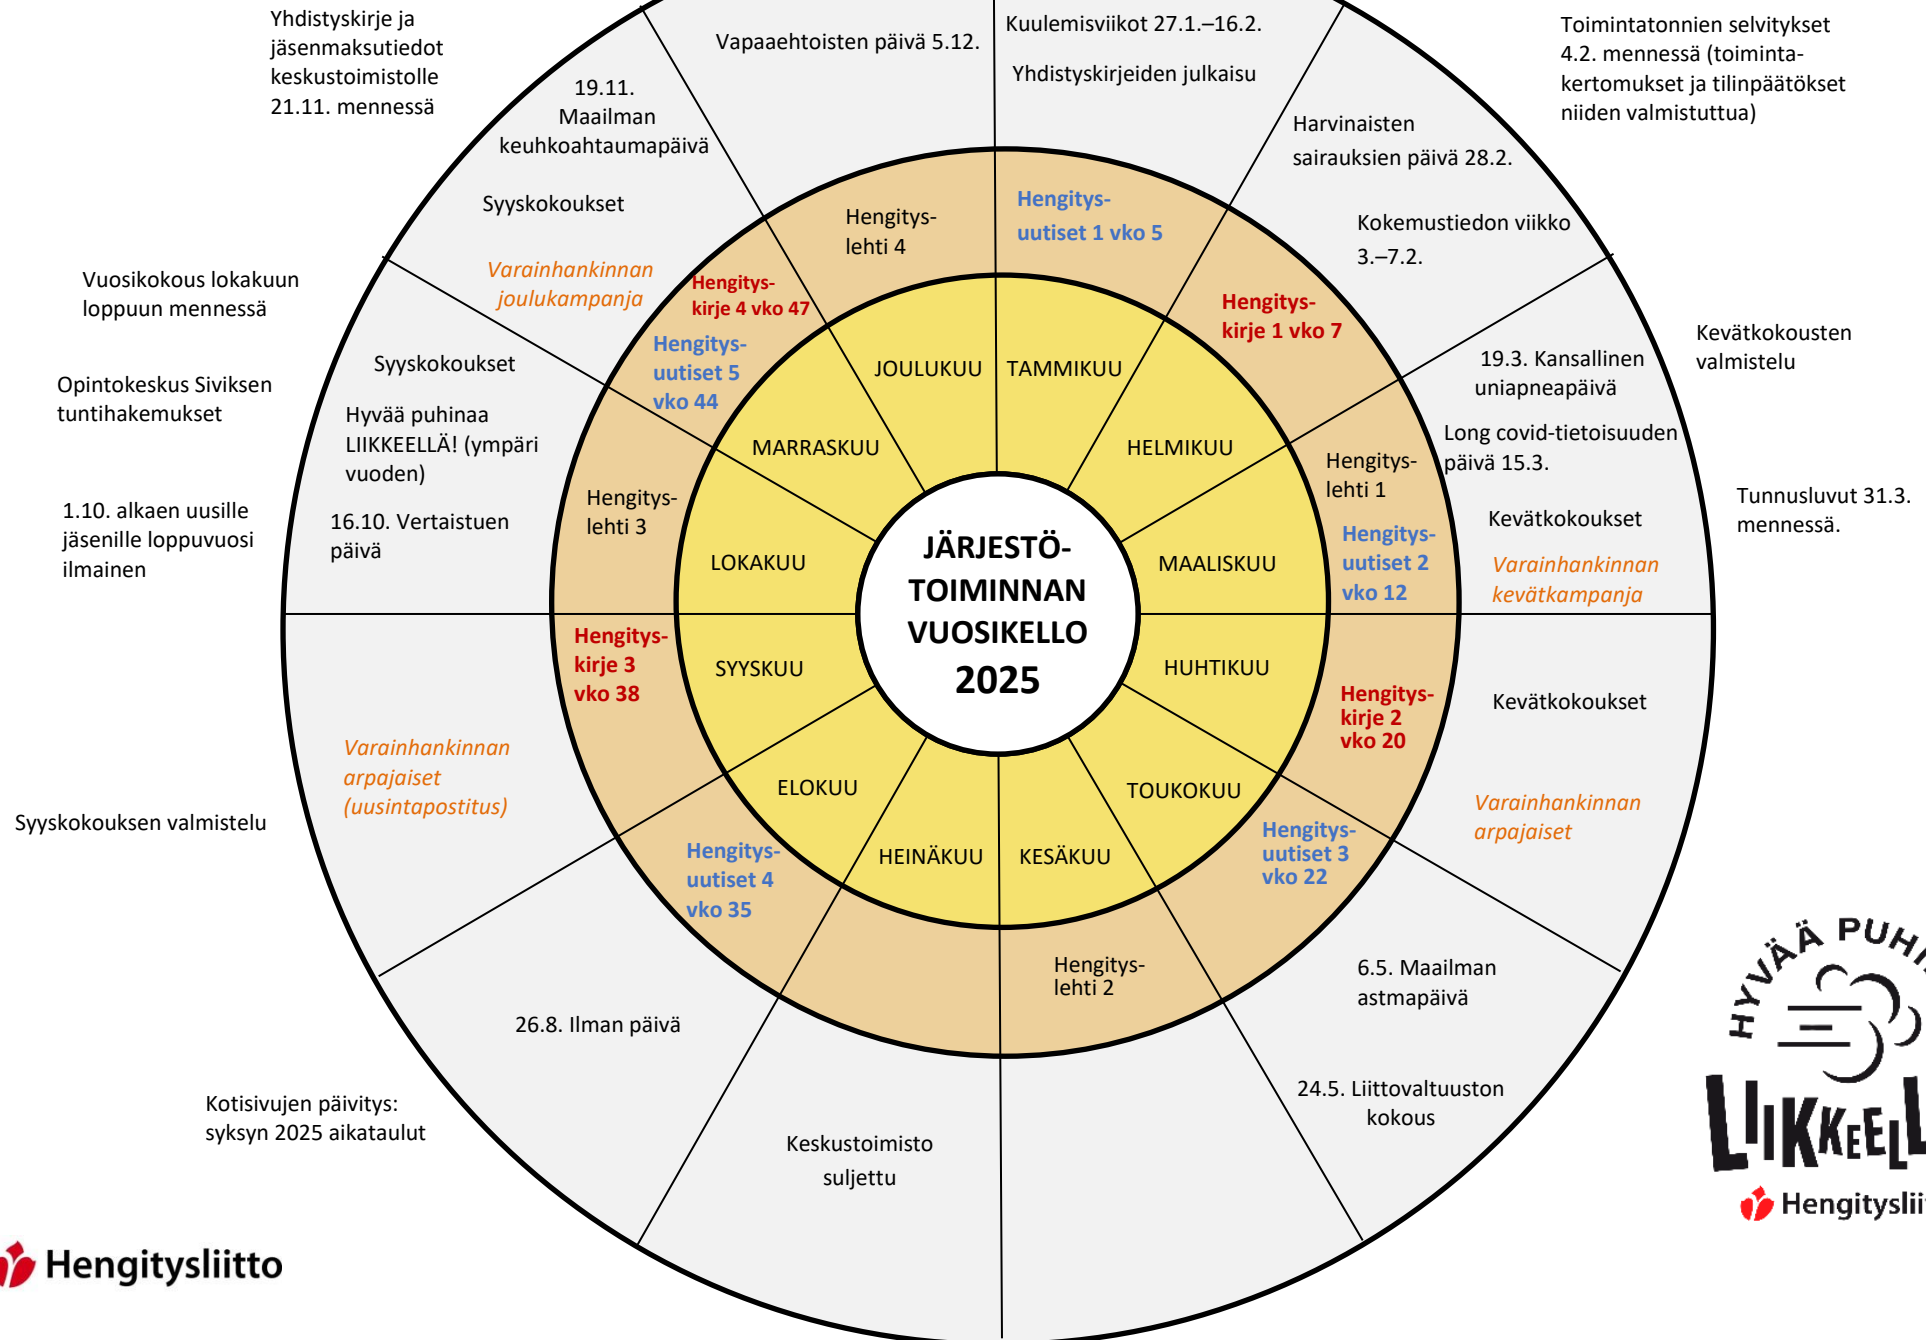 Yhdistyskirje ja
jäsenmaksutiedot
keskustoimistolle
21.11. mennessä
Vapaaehtoisten päivä 5.12.
Kuulemisviikot 27.1.–16.2.
Yhdistyskirjeiden julkaisu
Toimintatonnien selvitykset
4.2. mennessä (toiminta-
kertomukset ja tilinpäätökset
niiden valmistuttua)
19.11.
Maailman
keuhkoahtaumapäivä
Syyskokoukset
Varainhankinnan
joulukampanja
Harvinaisten
sairauksien päivä 28.2.
Kokemustiedon viikko
3.–7.2.
Hengitys-
lehti 4
Hengitys-
uutiset 1 vko 5
Hengitys-
kirje 4 vko 47
Hengitys-
uutiset 5
vko 44
Hengitys-
kirje 1 vko 7
Vuosikokous lokakuun
loppuun mennessä
Opintokeskus Siviksen
tuntihakemukset
1.10. alkaen uusille
jäsenille loppuvuosi
ilmainen
Syyskokoukset
Hyvää puhinaa
LIIKKEELLÄ! (ympäri
vuoden)
16.10. Vertaistuen
päivä
Hengitys-
lehti 3
JOULUKUU
TAMMIKUU
MARRASKUU
HELMIKUU
LOKAKUU
MAALISKUU
JÄRJESTÖ-
TOIMINNAN
VUOSIKELLO
2025
Hengitys-
lehti 1
Hengitys-
uutiset 2
vko 12
19.3. Kansallinen
uniapneapäivä
Long covid-tietoisuuden
päivä 15.3.
Kevätkokoukset
Varainhankinnan
kevätkampanja
Kevätkokousten
valmistelu
Tunnusluvut 31.3.
mennessä.
Hengitys-
kirje 3
vko 38
SYYSKUU
HUHTIKUU
Hengitys-
kirje 2
vko 20
Kevätkokoukset
Varainhankinnan
arpajaiset
Varainhankinnan
arpajaiset
(uusintapostitus)
Syyskokouksen valmistelu
ELOKUU
TOUKOKUU
HEINÄKUU
KESÄKUU
Hengitys-
uutiset 4
vko 35
Hengitys-
uutiset 3
vko 22
Hengitys-
lehti 2
26.8. Ilman päivä
6.5. Maailman
astmapäivä
24.5. Liittovaltuuston
kokous
Kotisivujen päivitys:
syksyn 2025 aikataulut
Keskustoimisto
suljettu
HYVÄÄ PUHI
LIIKKEELL
Hengityslii
Hengitysliitto